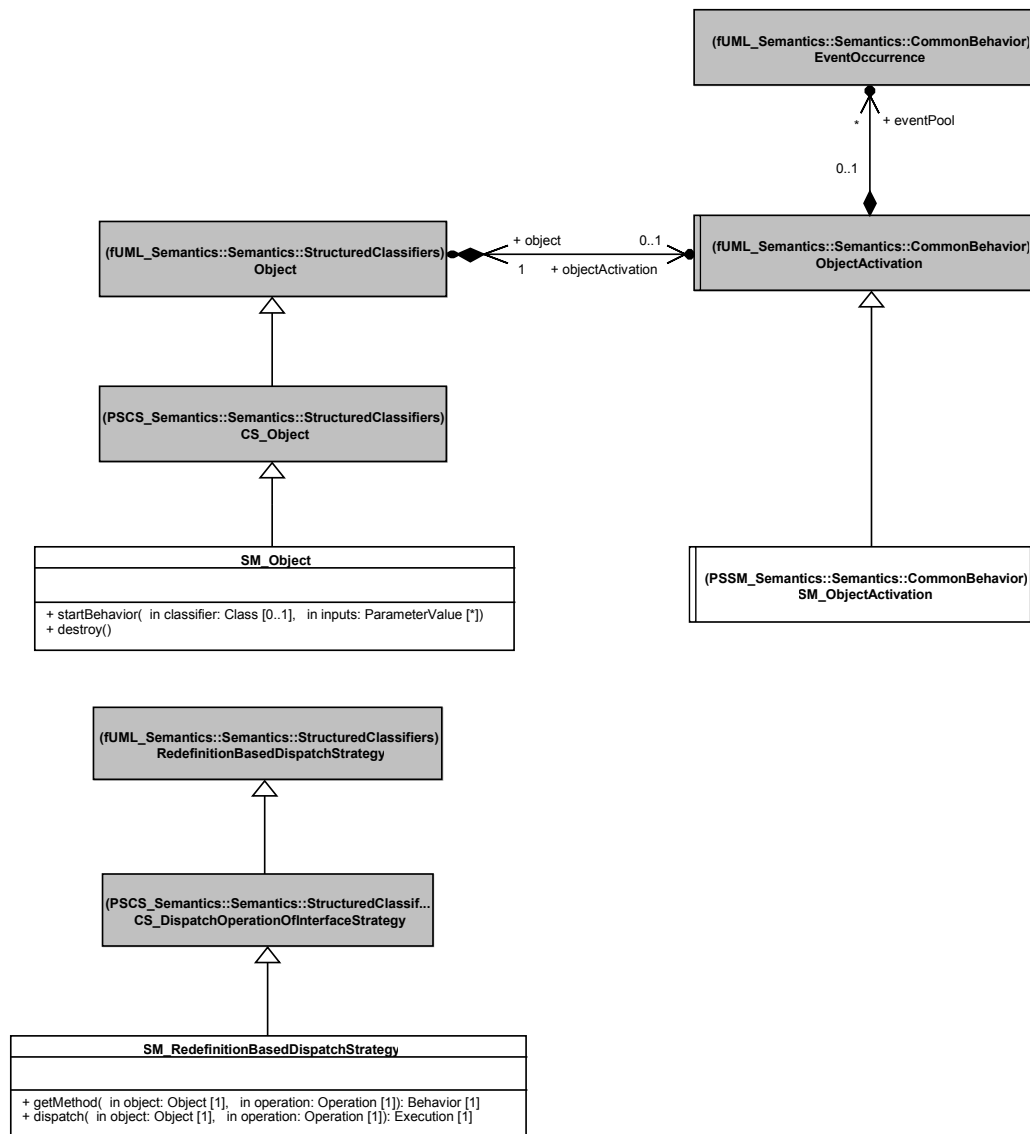 (fUML_Semantics::Semantics::CommonBehavior)
EventOccurrence
*
+ eventPool
0..1
(fUML_Semantics::Semantics::StructuredClassifiers)
Object
+ object
0..1
1
+ objectActivation
(fUML_Semantics::Semantics::CommonBehavior)
ObjectActivation
(PSCS_Semantics::Semantics::StructuredClassifiers)
CS_Object
SM_Object
+ startBehavior( in classifier: Class [0..1], in inputs: ParameterValue [*])
+ destroy()
(PSSM_Semantics::Semantics::CommonBehavior)
SM_ObjectActivation
(fUML_Semantics::Semantics::StructuredClassifiers)
RedefinitionBasedDispatchStrategy
(PSCS_Semantics::Semantics::StructuredClassif...
CS_DispatchOperationOfInterfaceStrategy
SM_RedefinitionBasedDispatchStrategy
+ getMethod( in object: Object [1], in operation: Operation [1]): Behavior [1]
+ dispatch( in object: Object [1], in operation: Operation [1]): Execution [1]